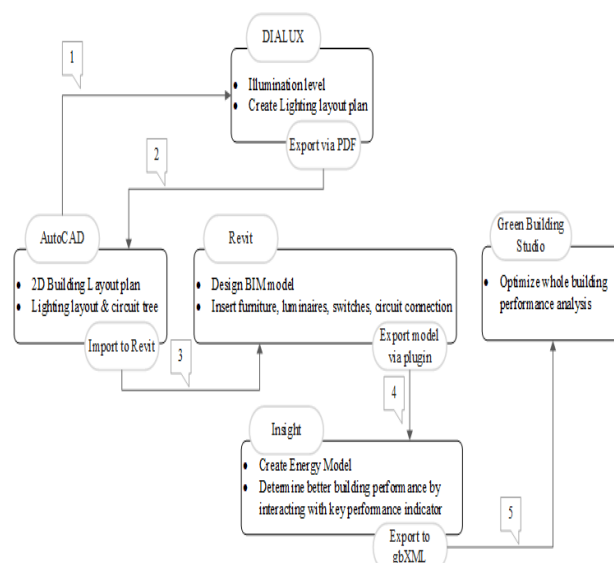 DIALUX
1
• Illumination level
• Create Lighting layout plan
Export via PDF
2
AutoCAD
• 2D Building Layout plan
• Lighting layout & circuit tree
Import to Revit
3
Revit
• Design BIM model
• Insert furniture, luminaires, switches, circuit connection
Export model
via plugin
4
Green Building
Studio
• Optimize whole building
performance analysis
Insight
• Create Energy Model
• Determine better building performance by
interacting with key performance indicator
Export to
gbXML
5